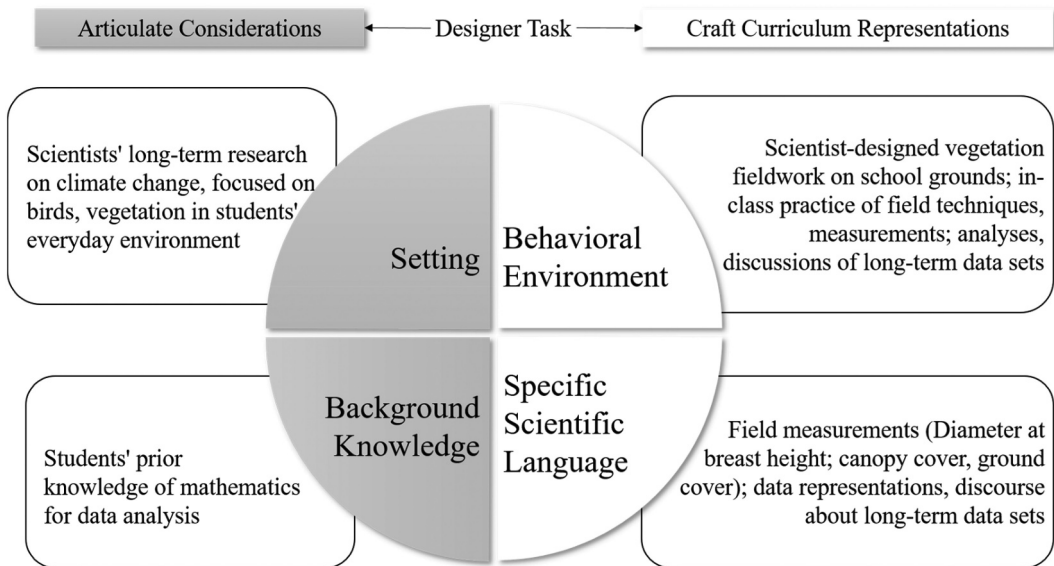 Articulate Considerations
Designer Task
Craft Curriculum Representations
Scientists' long-term research
on climate change, focused on
birds, vegetation in students'
everyday environment
Setting
Behavioral
Environment
Scientist-designed vegetation
fieldwork on school grounds; in-
class practice of field techniques,
measurements; analyses,
discussions of long-term data sets
Students' prior
knowledge of mathematics
for data analysis
Background
Knowledge
Specific
Scientific
Language
Field measurements (Diameter at
breast height; canopy cover, ground
cover); data representations, discourse
about long-term data sets